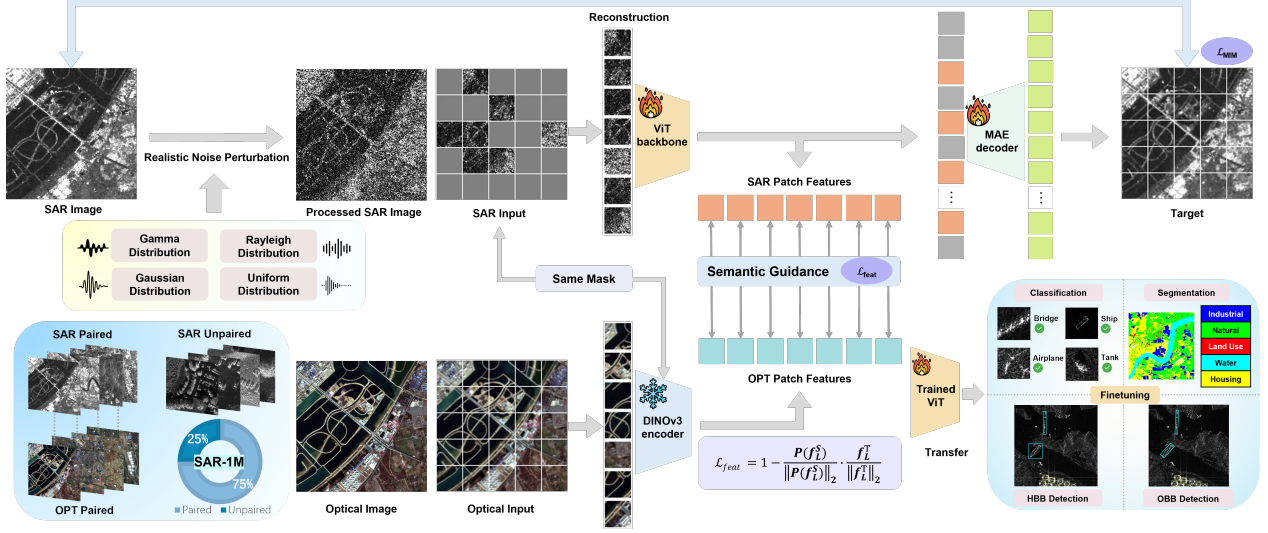 Reconstruction
ℒMIM
ViT
backbone
MAE
decoder
Realistic Noise Perturbation
SAR Image
Processed SAR Image
SAR Input
SAR Patch Features
Target
Gamma
Distribution
Rayleigh
Distribution
Gaussian
Distribution
Uniform
Distribution
Same Mask
Semantic Guidance
ℒfeat
SAR Paired
SAR Unpaired
25%
SAR-1M
75%
OPT Paired
Paired
Unpaired
Optical Image
Optical Input
DINOv3
encoder
OPT Patch Features
ℒfeat = 1 - P(f_L^S) / ||P(f_L^S)||_2 · f_L^T / ||f_L^T||_2
Trained
ViT
Transfer
Classification
Segmentation
Bridge
Ship
Airplane
Tank
Industrial
Natural
Land Use
Water
Housing
Finetuning
HBB Detection
OBB Detection